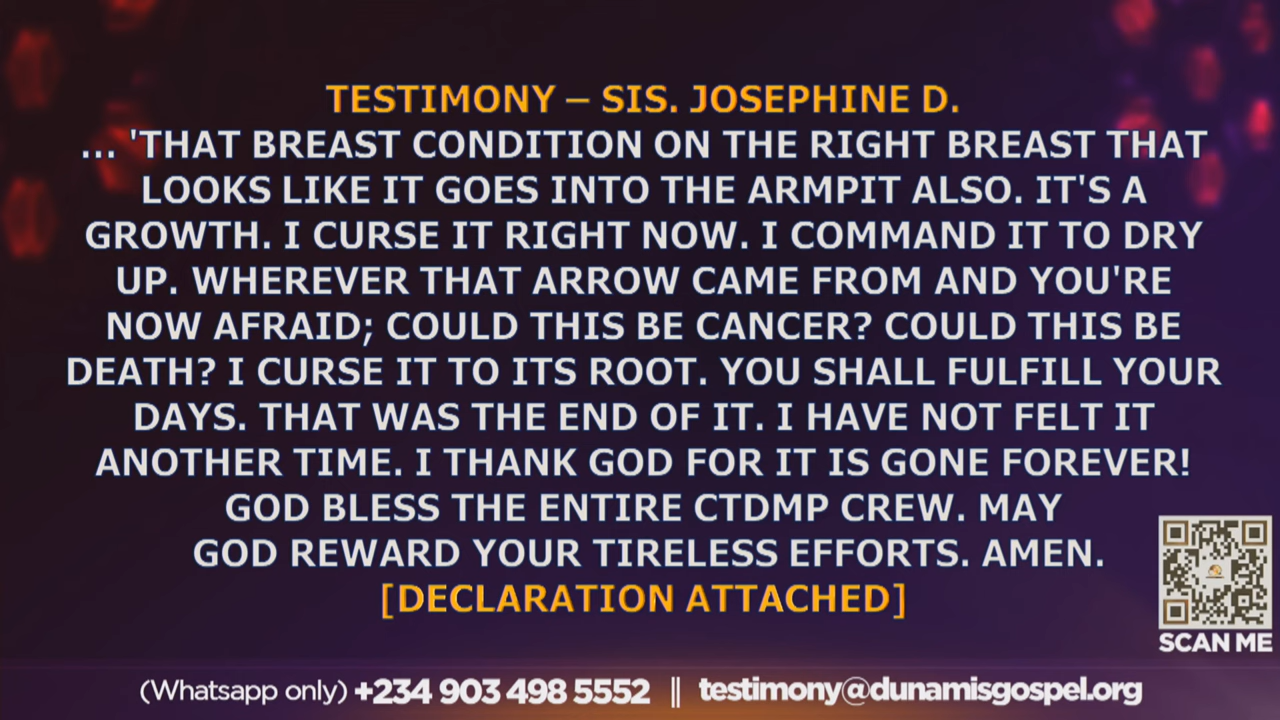 TESTIMONY – SIS. JOSEPHINE D.
... 'THAT BREAST CONDITION ON THE RIGHT BREAST THAT
LOOKS LIKE IT GOES INTO THE ARMPIT ALSO. IT'S A
GROWTH. I CURSE IT RIGHT NOW. I COMMAND IT TO DRY
UP. WHEREVER THAT ARROW CAME FROM AND YOU'RE
NOW AFRAID; COULD THIS BE CANCER? COULD THIS BE
DEATH? I CURSE IT TO ITS ROOT. YOU SHALL FULFILL YOUR
DAYS. THAT WAS THE END OF IT. I HAVE NOT FELT IT
ANOTHER TIME. I THANK GOD FOR IT IS GONE FOREVER!
GOD BLESS THE ENTIRE CTDMP CREW. MAY
GOD REWARD YOUR TIRELESS EFFORTS. AMEN.
[DECLARATION ATTACHED]
SCAN ME
(Whatsapp only) +234 903 498 5552 || testimony@dunamisgospel.org